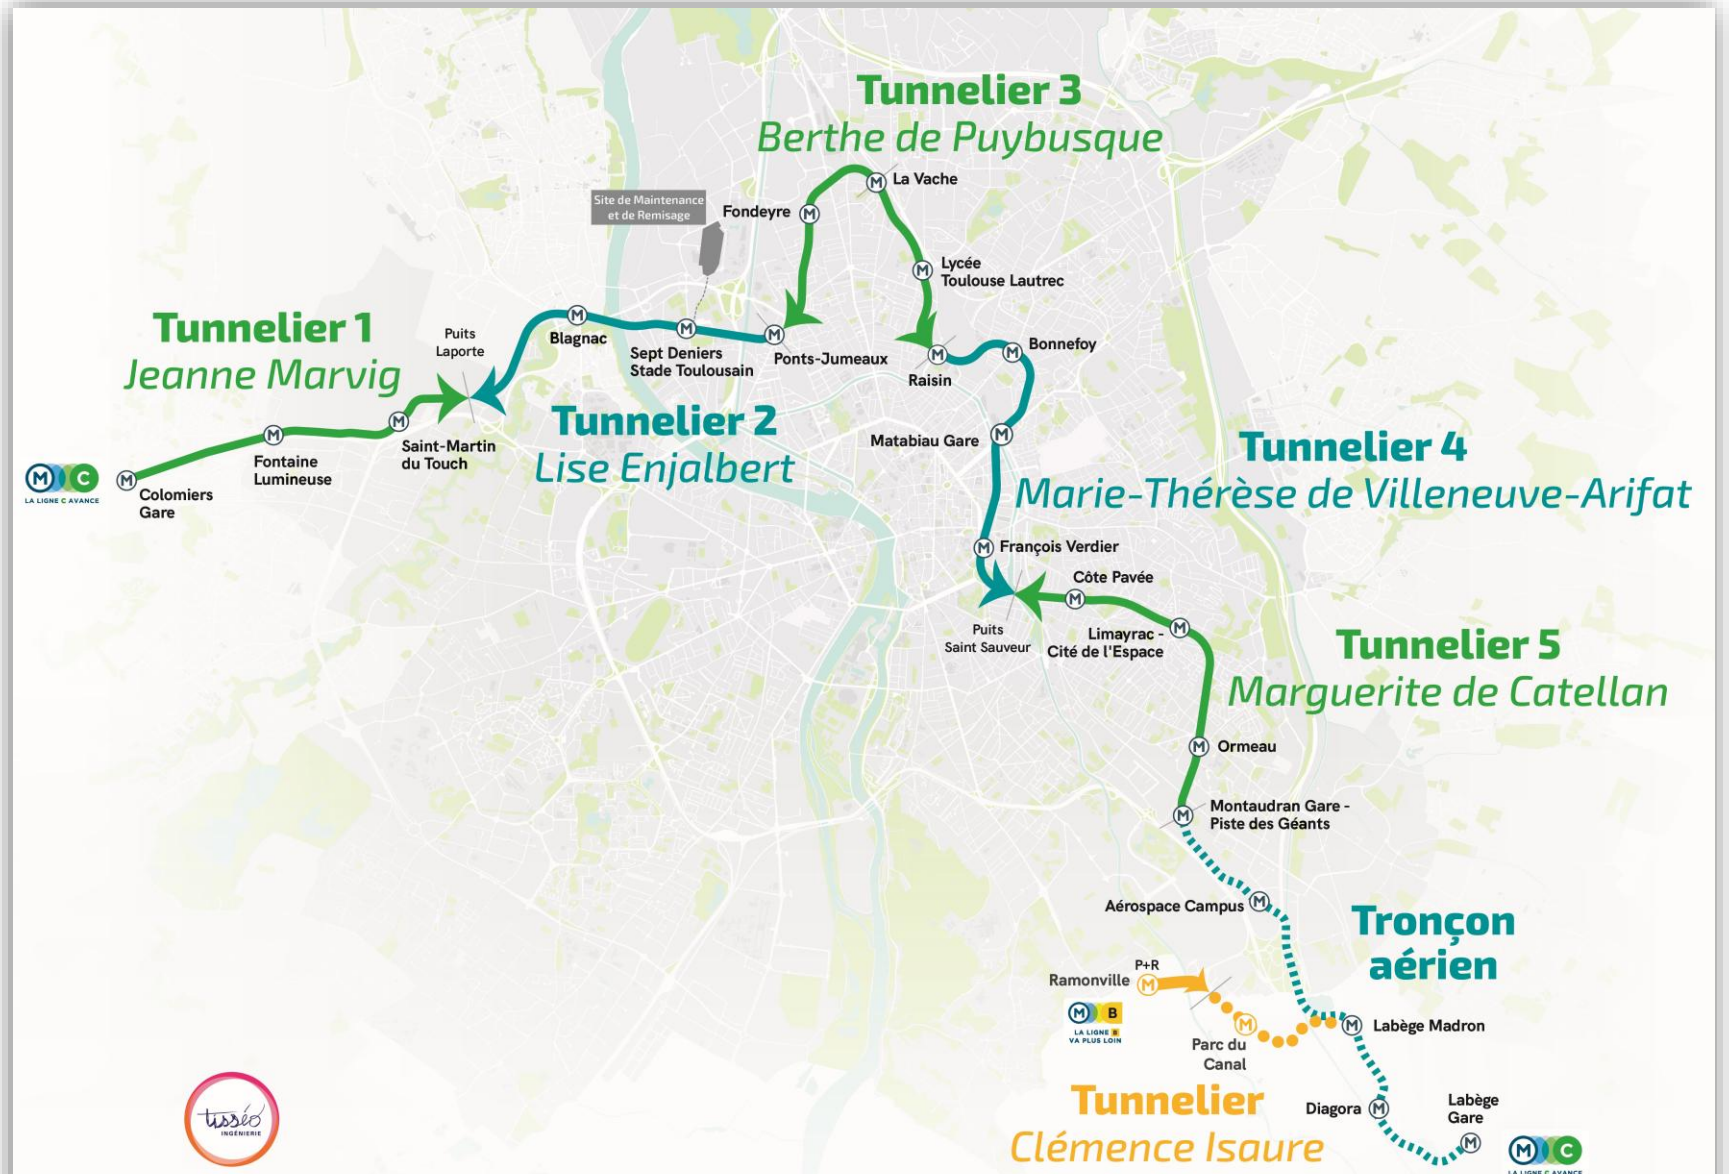 Tunnelier 3
Berthe de Puybusque
M La Vache
Site de Maintenance
et de Remisage
Fondeyre M
M Lycée
Toulouse Lautrec
Tunnelier 1
Jeanne Marvig
Puits
Laporte
M
Blagnac
M
Sept Deniers
Stade Toulousain
M
Ponts-Jumeaux
M
Raisin
M Bonnefoy
Tunnelier 2
Lise Enjalbert
M
Saint-Martin
du Touch
M
Fontaine
Lumineuse
M C
LA LIGNE C AVANCE
M
Colomiers
Gare
Matabiau Gare M
Tunnelier 4
Marie-Thérèse de Villeneuve-Arifat
M François Verdier
Côte Pavée
M
Puits
Saint Sauveur
Limayrac - M
Cité de l'Espace
Tunnelier 5
Marguerite de Catellan
M Ormeau
M Montaudran Gare -
Piste des Géants
Aérospace Campus M
Tronçon
aérien
P+R
Ramonville M
M B
LA LIGNE B
VA PLUS LOIN
M
Parc du
Canal
M Labège Madron
Tunnelier
Clémence Isaure
Diagora M
Labège
Gare
M
M C
LA LIGNE C AVANCE
tisséo
INGÉNIERIE